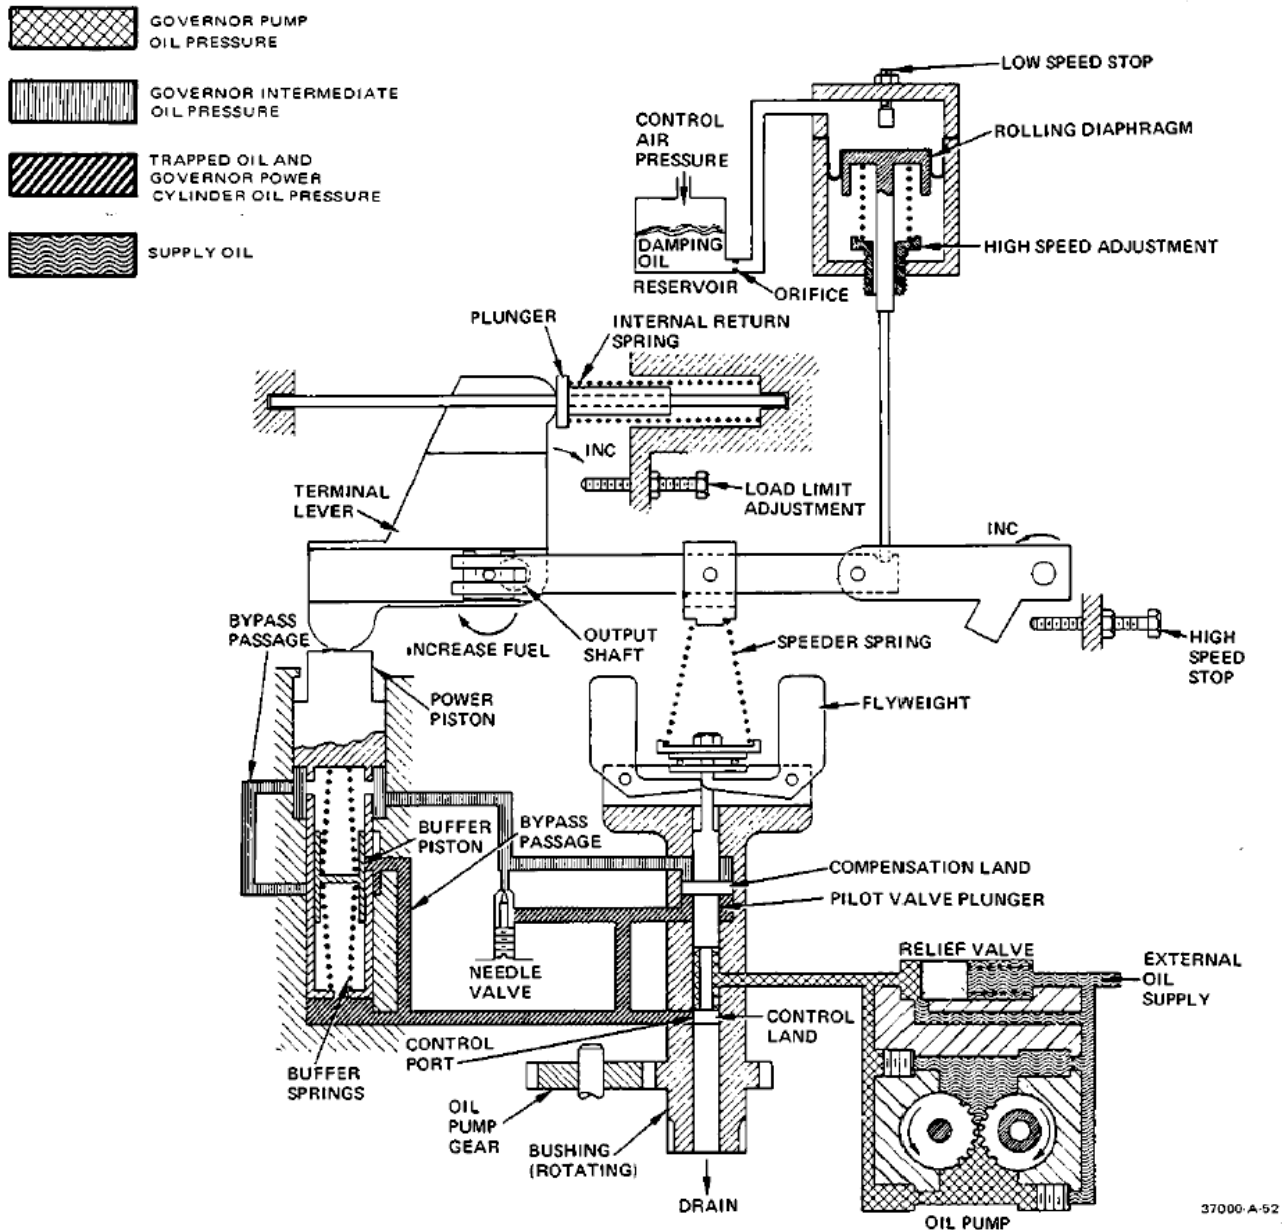 GOVERNOR PUMP
OIL PRESSURE
GOVERNOR INTERMEDIATE
OIL PRESSURE
TRAPPED OIL AND
GOVERNOR POWER
CYLINDER OIL PRESSURE
SUPPLY OIL
LOW SPEED STOP
CONTROL
AIR
PRESSURE
ROLLING DIAPHRAGM
DAMPING
OIL
HIGH SPEED ADJUSTMENT
RESERVOIR
ORIFICE
PLUNGER
INTERNAL RETURN
SPRING
INC
TERMINAL
LEVER
LOAD LIMIT
ADJUSTMENT
INC
BYPASS
PASSAGE
INCREASE FUEL
OUTPUT
SHAFT
SPEEDER SPRING
HIGH
SPEED
STOP
POWER
PISTON
FLYWEIGHT
BUFFER
PISTON
BYPASS
PASSAGE
COMPENSATION LAND
PILOT VALVE PLUNGER
RELIEF VALVE
EXTERNAL
OIL
SUPPLY
NEEDLE
VALVE
CONTROL
LAND
CONTROL
PORT
BUFFER
SPRINGS
OIL
PUMP
GEAR
BUSHING
(ROTATING)
DRAIN
OIL PUMP
37000-A-52